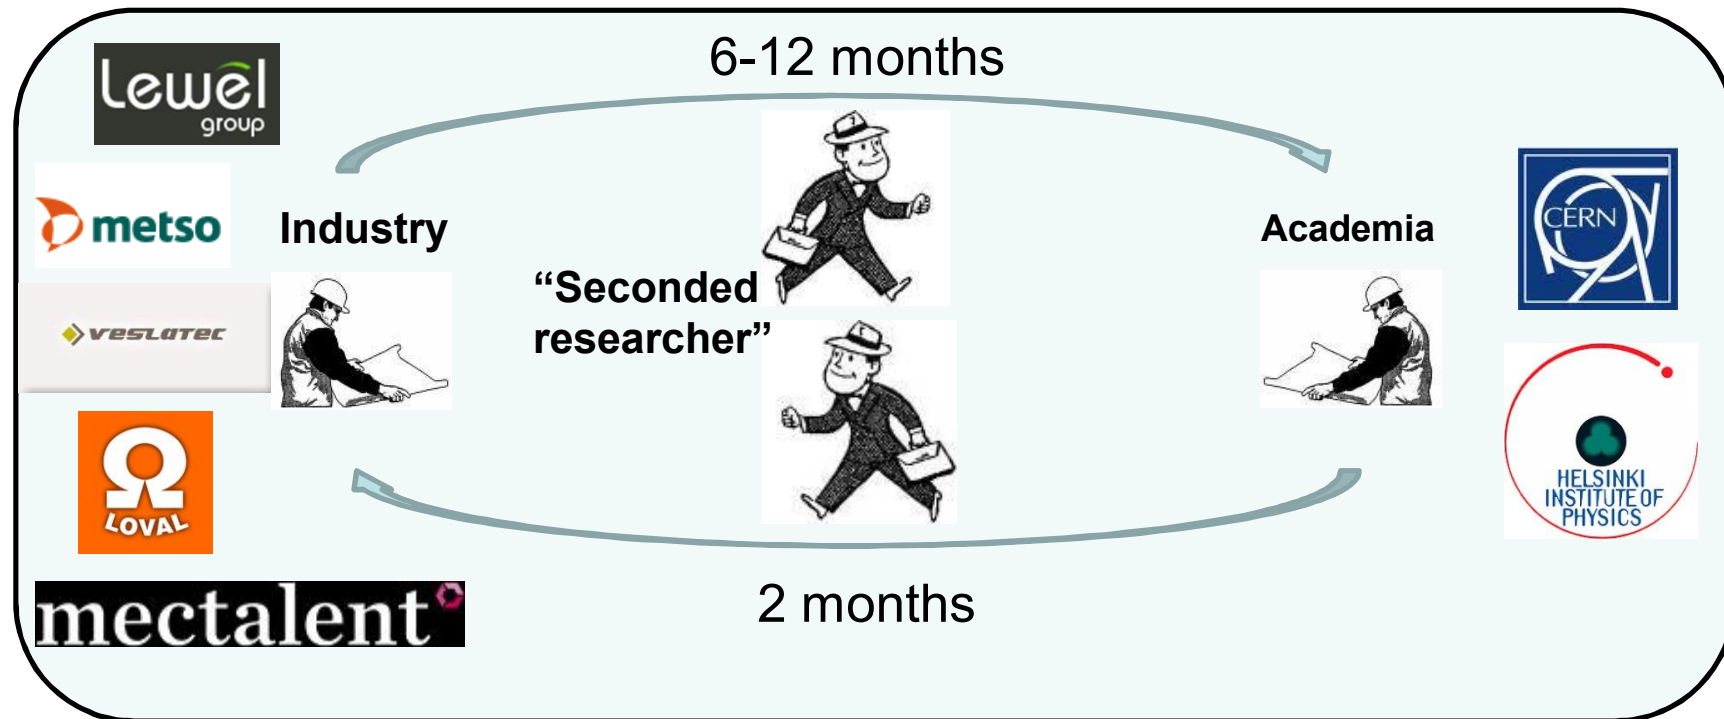 6-12 months
Lewel
group
metso
Industry
Academia
CERN
“Seconded
researcher”
VESLATEC
LOVAL
HELSINKI
INSTITUTE OF
PHYSICS
mectalent
2 months